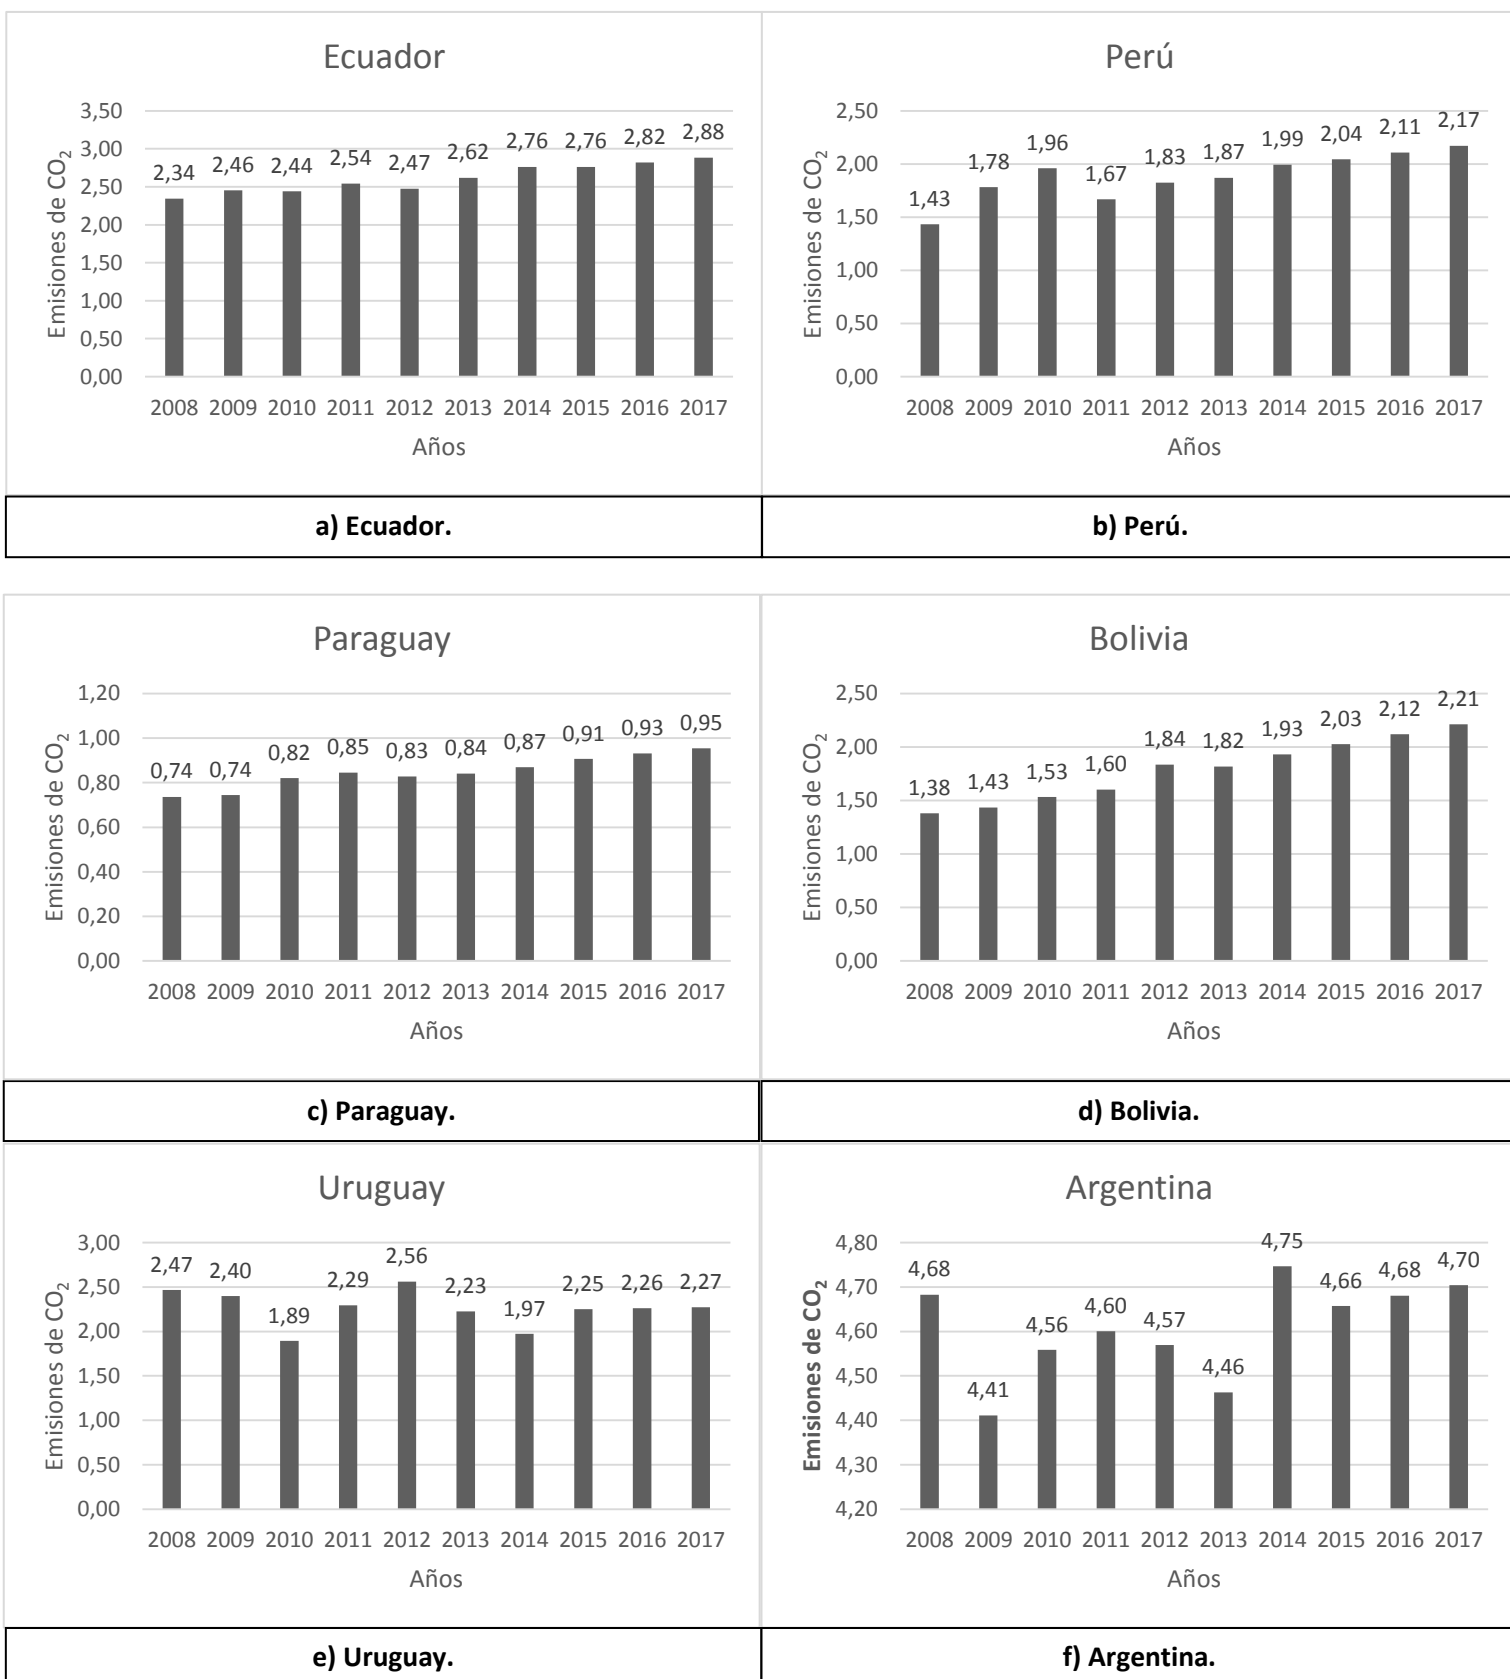 Ecuador
3,50
3,00
2,50
2,00
1,50
1,00
0,50
0,00
Emisiones de CO₂
2,34 2,46 2,44 2,54 2,47 2,62 2,76 2,76 2,82 2,88
2008 2009 2010 2011 2012 2013 2014 2015 2016 2017
Años
a) Ecuador.
Perú
2,50
2,00
1,50
1,00
0,50
0,00
Emisiones de CO₂
1,43 1,78 1,96 1,67 1,83 1,87 1,99 2,04 2,11 2,17
2008 2009 2010 2011 2012 2013 2014 2015 2016 2017
Años
b) Perú.
Paraguay
1,20
1,00
0,80
0,60
0,40
0,20
0,00
Emisiones de CO₂
0,74 0,74 0,82 0,85 0,83 0,84 0,87 0,91 0,93 0,95
2008 2009 2010 2011 2012 2013 2014 2015 2016 2017
Años
c) Paraguay.
Bolivia
2,50
2,00
1,50
1,00
0,50
0,00
Emisiones de CO₂
1,38 1,43 1,53 1,60 1,84 1,82 1,93 2,03 2,12 2,21
2008 2009 2010 2011 2012 2013 2014 2015 2016 2017
Años
d) Bolivia.
Uruguay
3,00
2,50
2,00
1,50
1,00
0,50
0,00
Emisiones de CO₂
2,47 2,40 1,89 2,29 2,56 2,23 1,97 2,25 2,26 2,27
2008 2009 2010 2011 2012 2013 2014 2015 2016 2017
Años
e) Uruguay.
Argentina
4,80
4,70
4,60
4,50
4,40
4,30
4,20
Emisiones de CO₂
4,68 4,41 4,56 4,60 4,57 4,46 4,75 4,66 4,68 4,70
2008 2009 2010 2011 2012 2013 2014 2015 2016 2017
Años
f) Argentina.